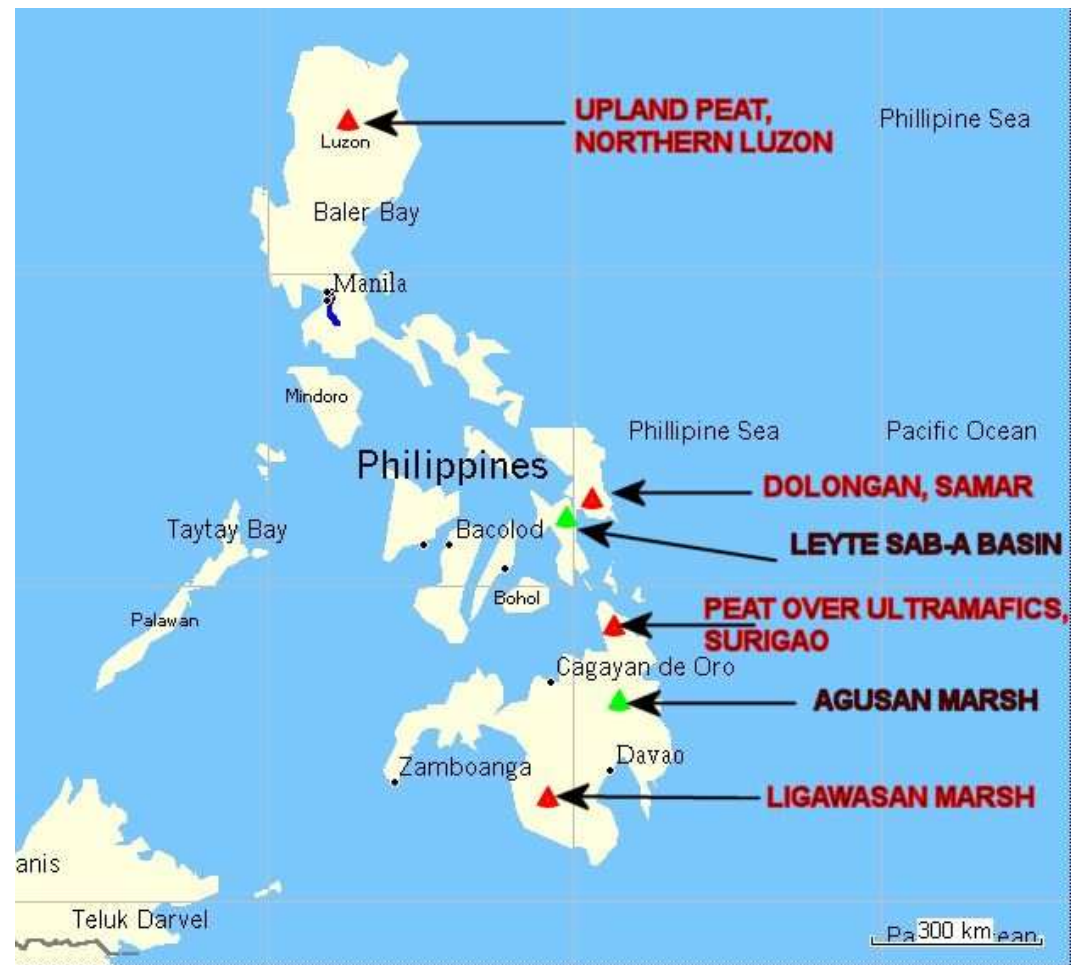 UPLAND PEAT,
NORTHERN LUZON
Phillipine Sea
Luzon
Baler Bay
Manila
Mindoro
Phillipine Sea
Pacific Ocean
Philippines
DOLONGAN, SAMAR
Taytay Bay
Bacolod
LEYTE SAB-A BASIN
Bohol
PEAT OVER ULTRAMAFICS,
SURIGAO
Palawan
Cagayan de Oro
AGUSAN MARSH
Davao
Zamboanga
LIGAWASAN MARSH
anis
Teluk Darvel
Pa
300 km
ean